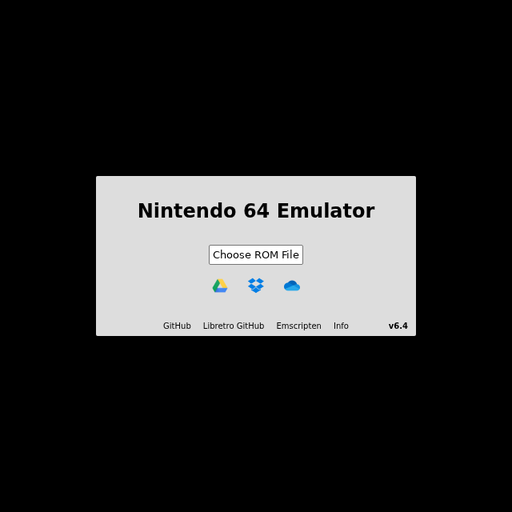 Nintendo 64 Emulator
Choose ROM File
GitHub Libretro GitHub Emscripten Info v6.4